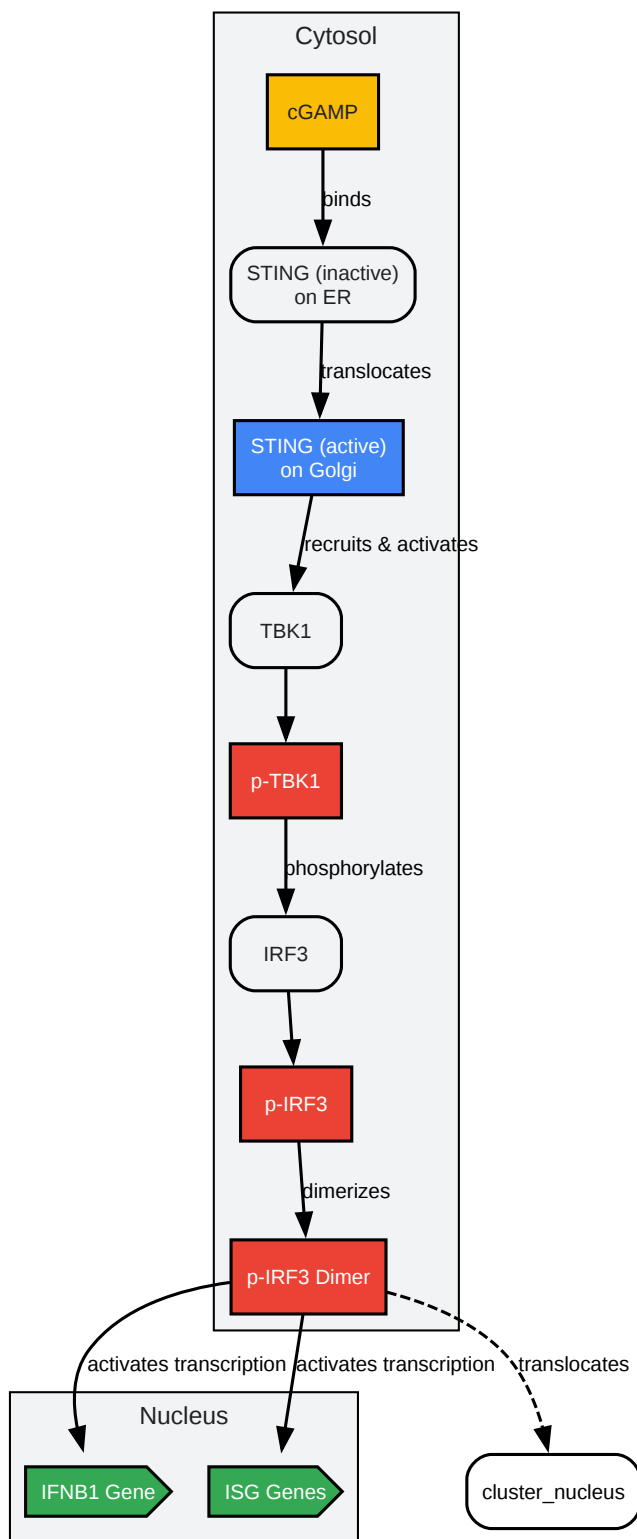 Cytosol
cGAMP
binds
STING (inactive)
on ER
translocates
STING (active)
on Golgi
recruits & activates
TBK1
p-TBK1
phosphorylates
IRF3
p-IRF3
dimerizes
p-IRF3 Dimer
activates transcription
activates transcription
translocates
Nucleus
IFNB1 Gene
ISG Genes
cluster_nucleus